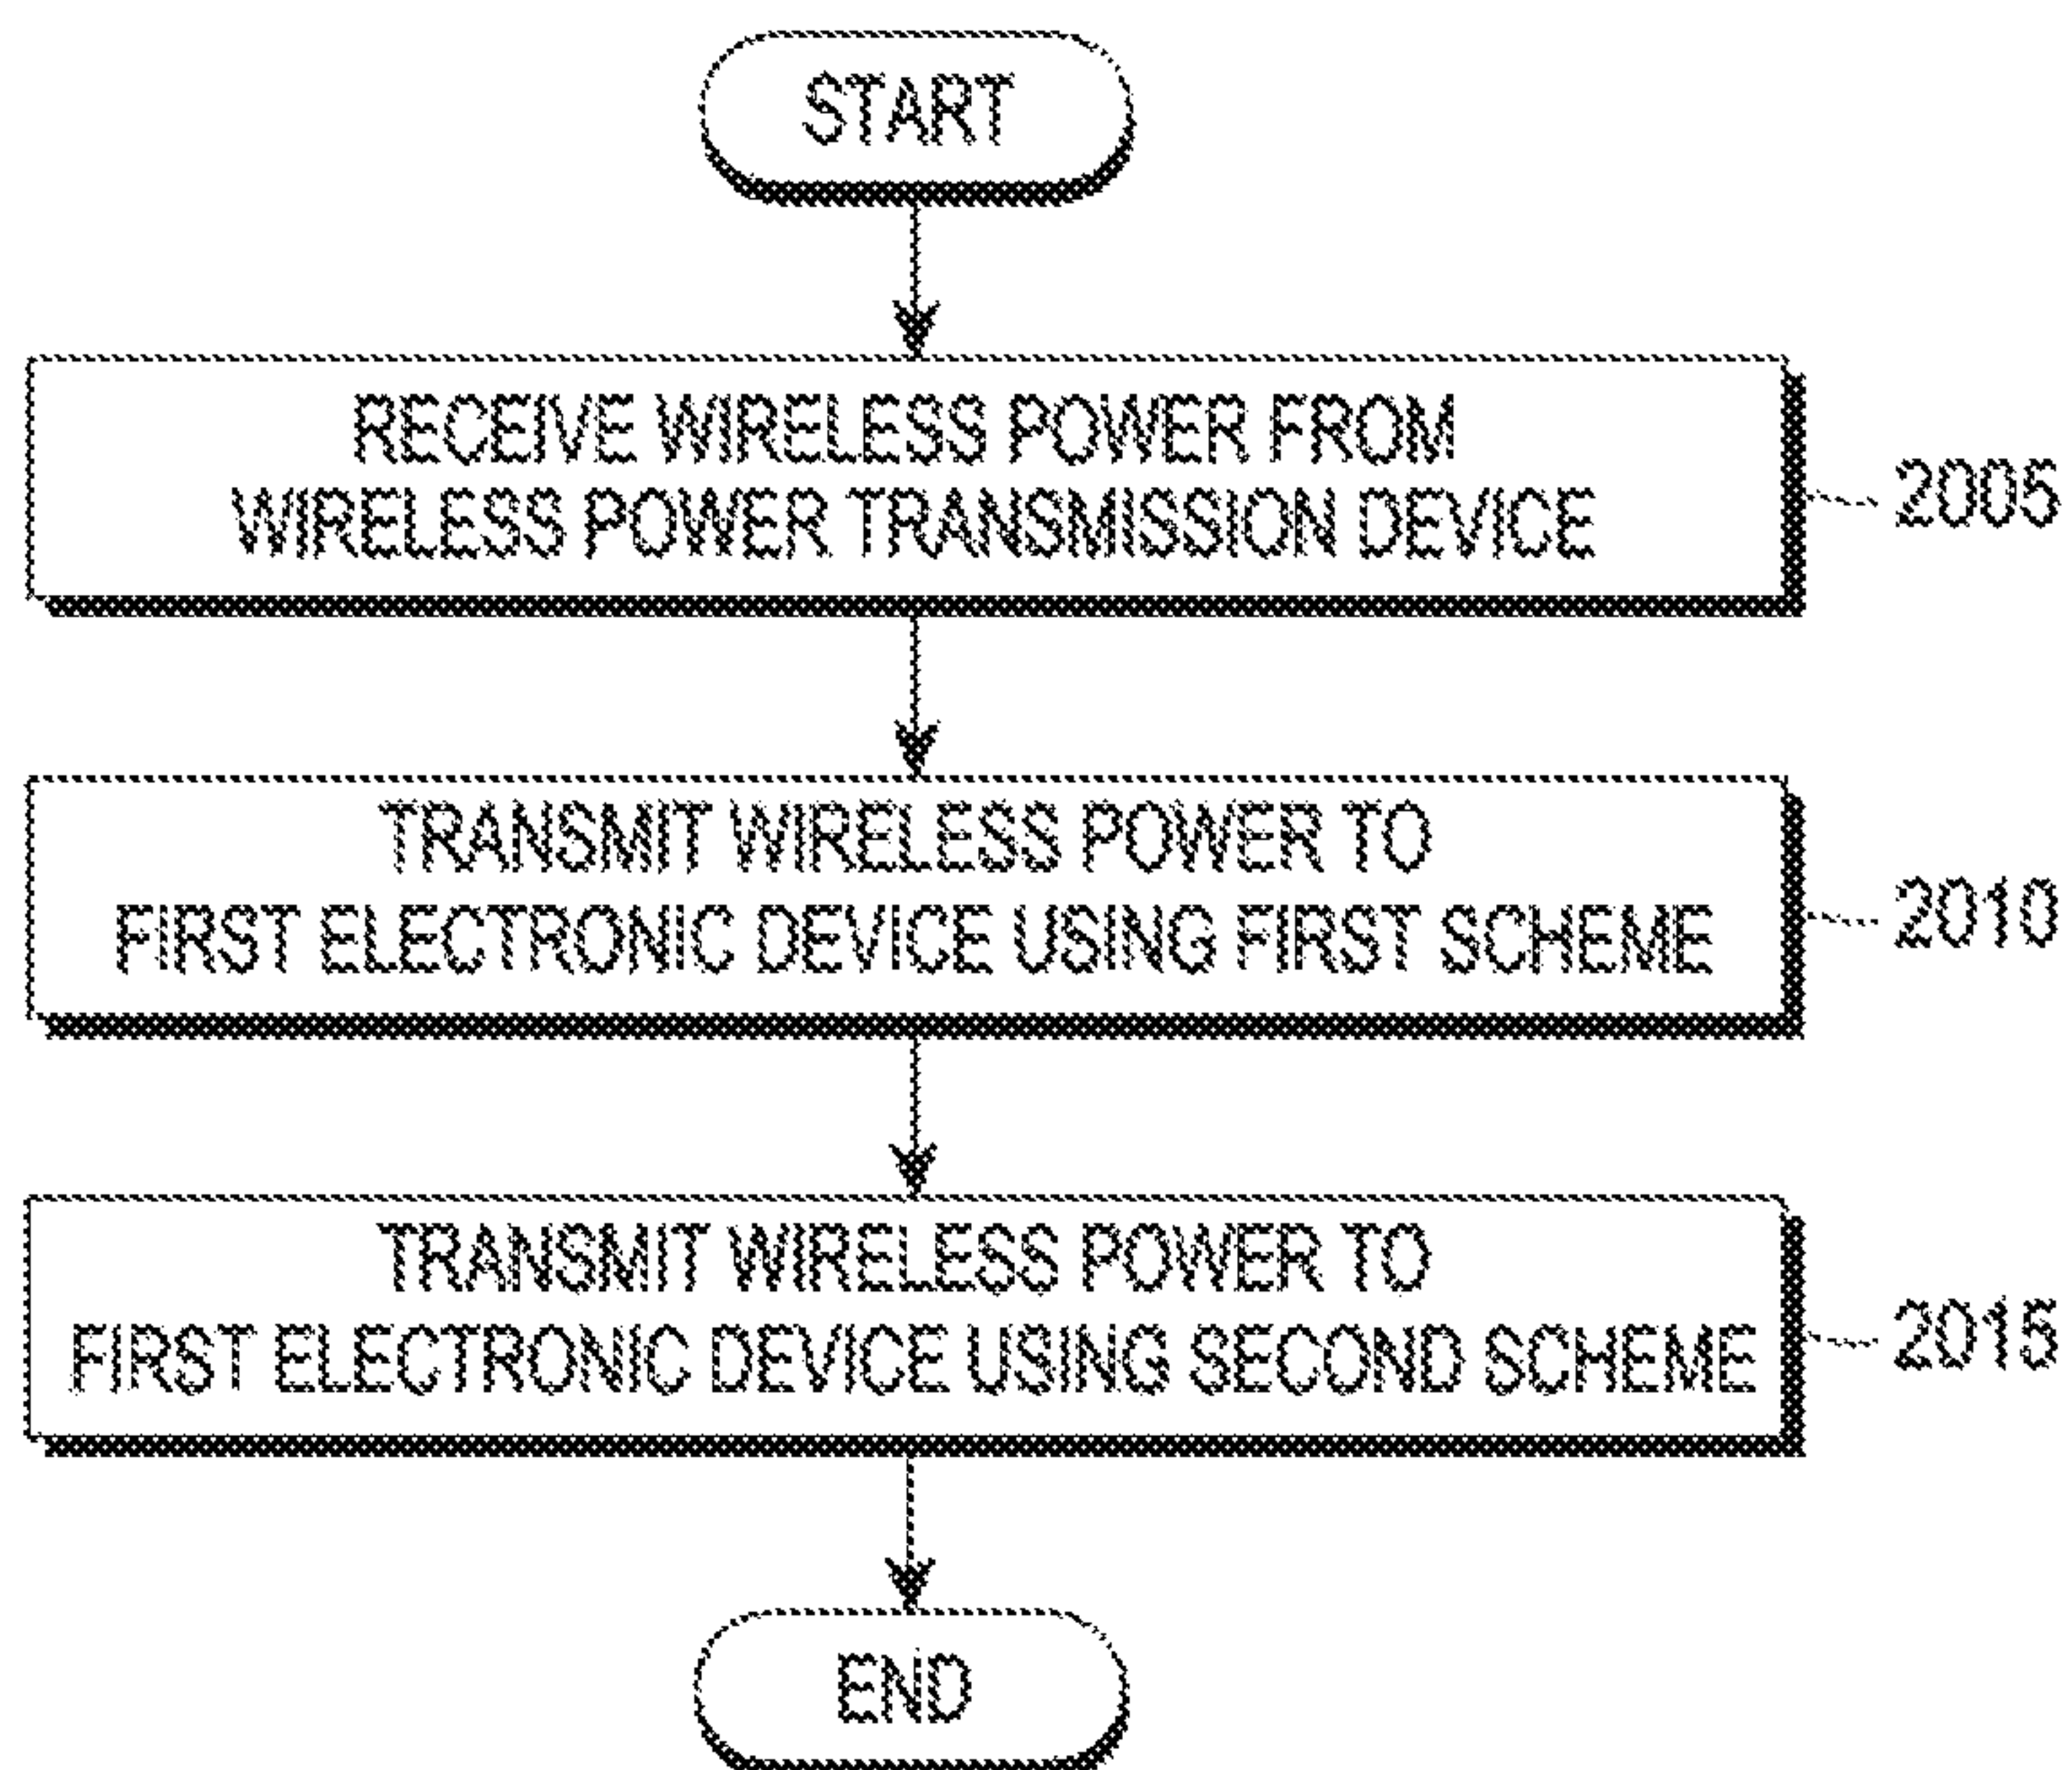 START
RECEIVE WIRELESS POWER FROM
WIRELESS POWER TRANSMISSION DEVICE
2005
TRANSMIT WIRELESS POWER TO
FIRST ELECTRONIC DEVICE USING FIRST SCHEME
2010
TRANSMIT WIRELESS POWER TO
FIRST ELECTRONIC DEVICE USING SECOND SCHEME
2015
END